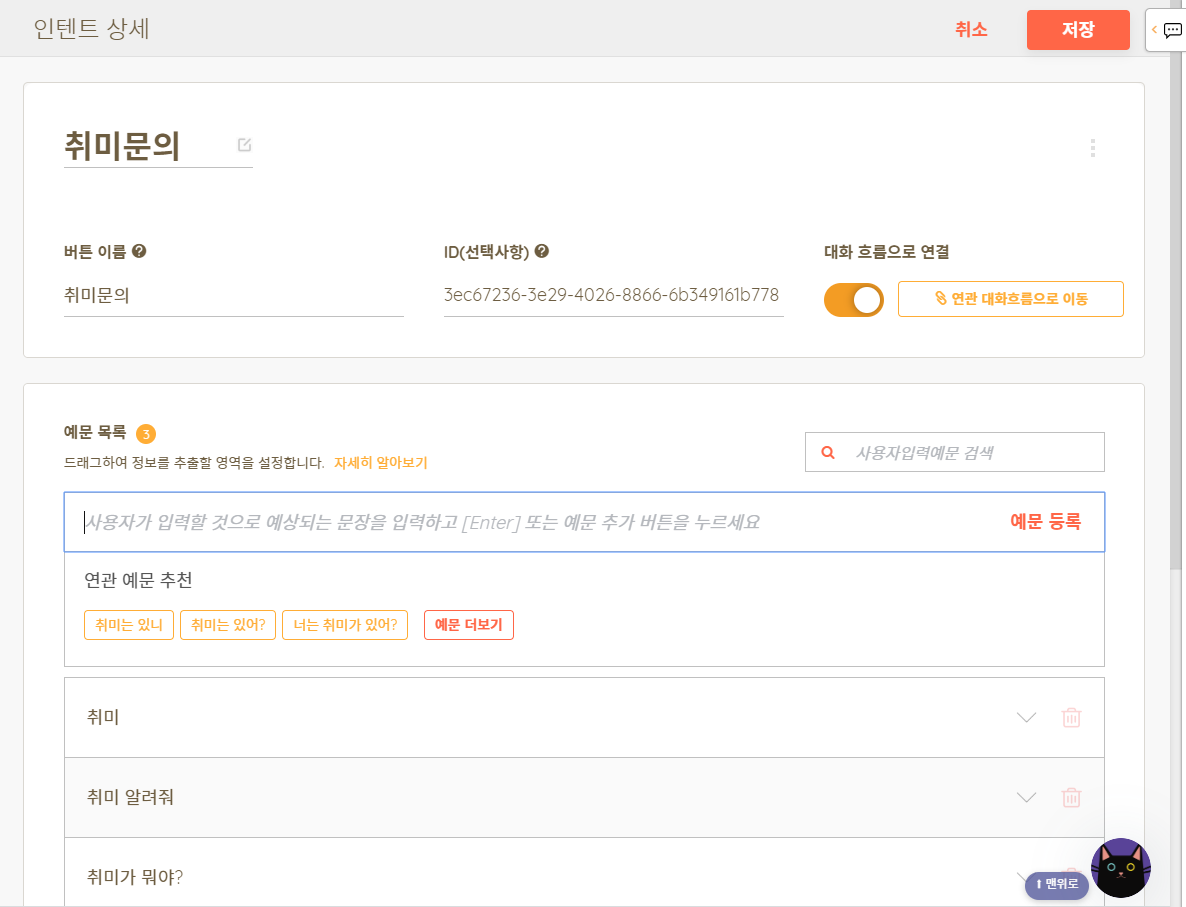 인텐트 상세
취소
저장
취미문의
버튼 이름
ID(선택사항)
대화 흐름으로 연결
취미문의
3ec67236-3e29-4026-8866-6b349161b778
연관 대화흐름으로 이동
예문 목록 3
드래그하여 정보를 추출할 영역을 설정합니다. 자세히 알아보기
사용자입력예문 검색
사용자가 입력할 것으로 예상되는 문장을 입력하고 [Enter] 또는 예문 추가 버튼을 누르세요
예문 등록
연관 예문 추천
취미는 있니 취미는 있어? 너는 취미가 있어? 예문 더보기
취미
취미 알려줘
취미가 뭐야?
맨위로